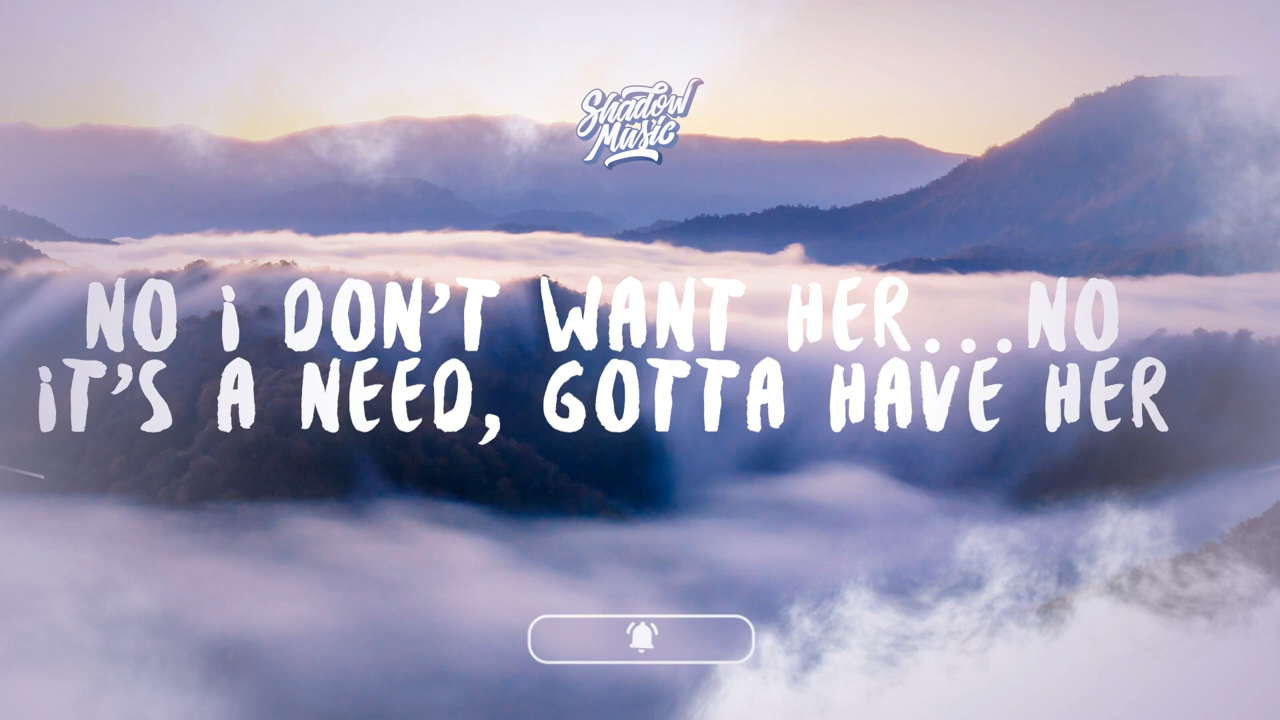 Shadow
Music
NO i DON'T WANT HER...NO
iT'S A NEED, GOTTA HAVE HER